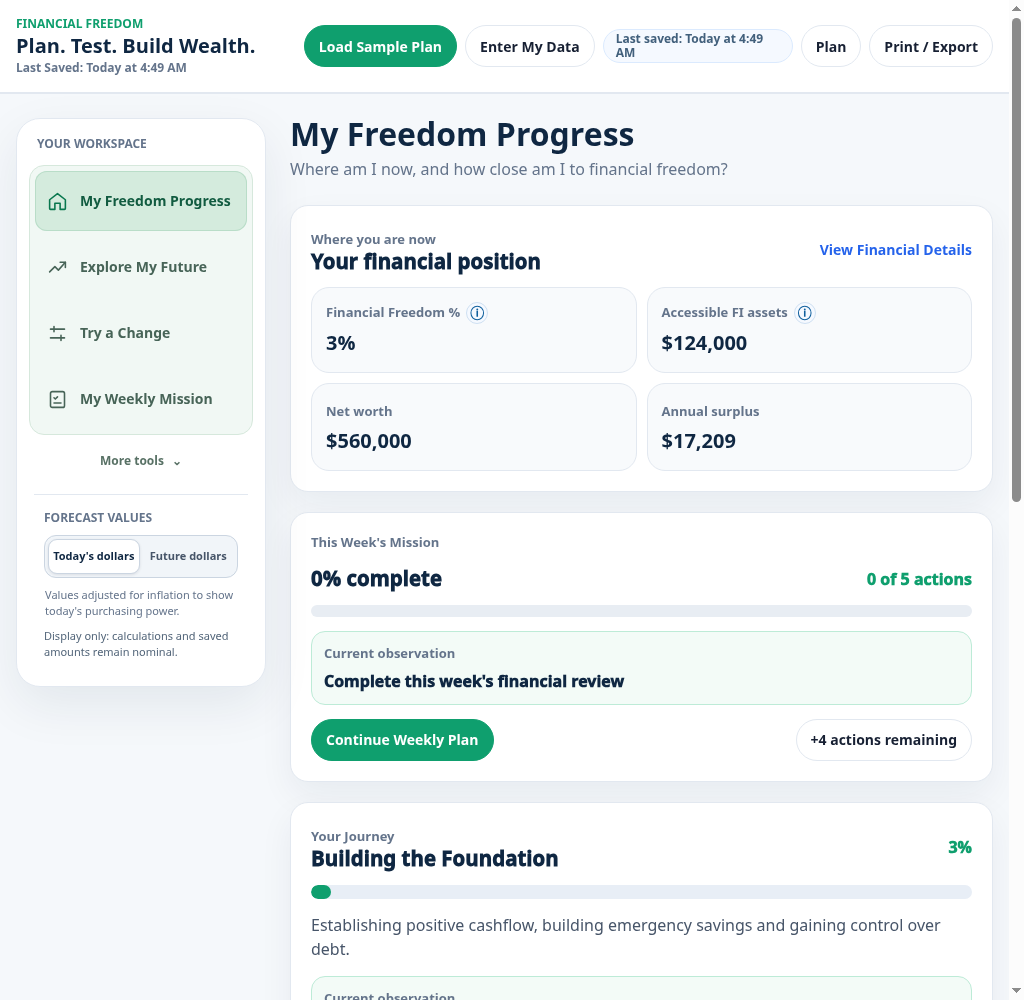 FINANCIAL FREEDOM
Plan. Test. Build Wealth.
Last Saved: Today at 4:49 AM
Load Sample Plan
Enter My Data
Last saved: Today at 4:49
AM
Plan
Print / Export
YOUR WORKSPACE
My Freedom Progress
Explore My Future
Try a Change
My Weekly Mission
More tools
FORECAST VALUES
Today's dollars
Future dollars
Values adjusted for inflation to show
today's purchasing power.
Display only: calculations and saved
amounts remain nominal.
My Freedom Progress
Where am I now, and how close am I to financial freedom?
Where you are now
Your financial position
View Financial Details
Financial Freedom %
3%
Accessible FI assets
$124,000
Net worth
$560,000
Annual surplus
$17,209
This Week's Mission
0% complete
0 of 5 actions
Current observation
Complete this week's financial review
Continue Weekly Plan
+4 actions remaining
Your Journey
Building the Foundation
3%
Establishing positive cashflow, building emergency savings and gaining control over
debt.
Current observation